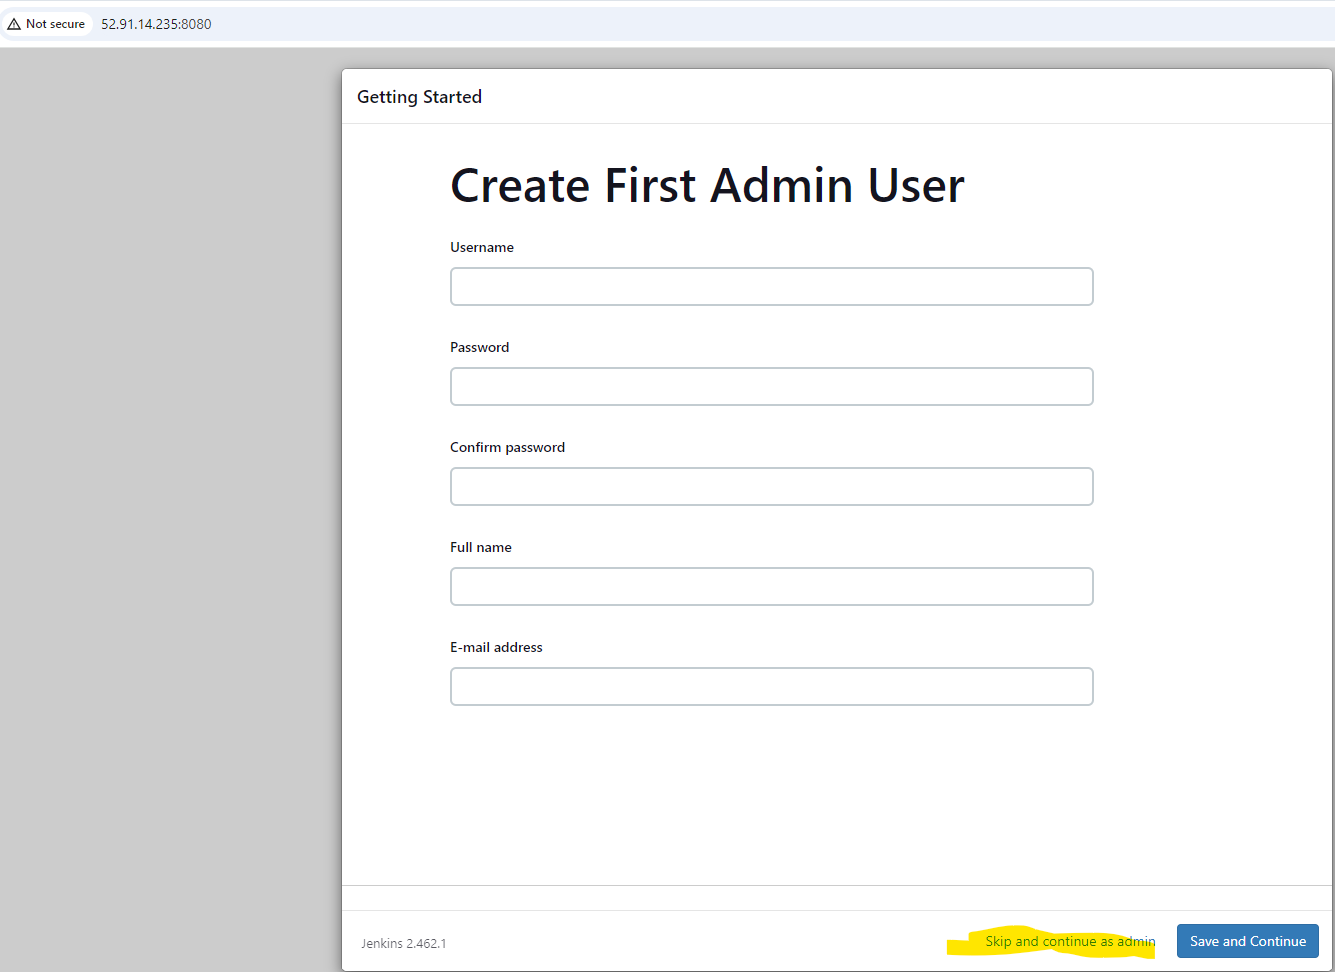 Not secure 52.91.14.235:8080
Getting Started
Create First Admin User
Username
Password
Confirm password
Full name
E-mail address
Jenkins 2.462.1
Skip and continue as admin
Save and Continue